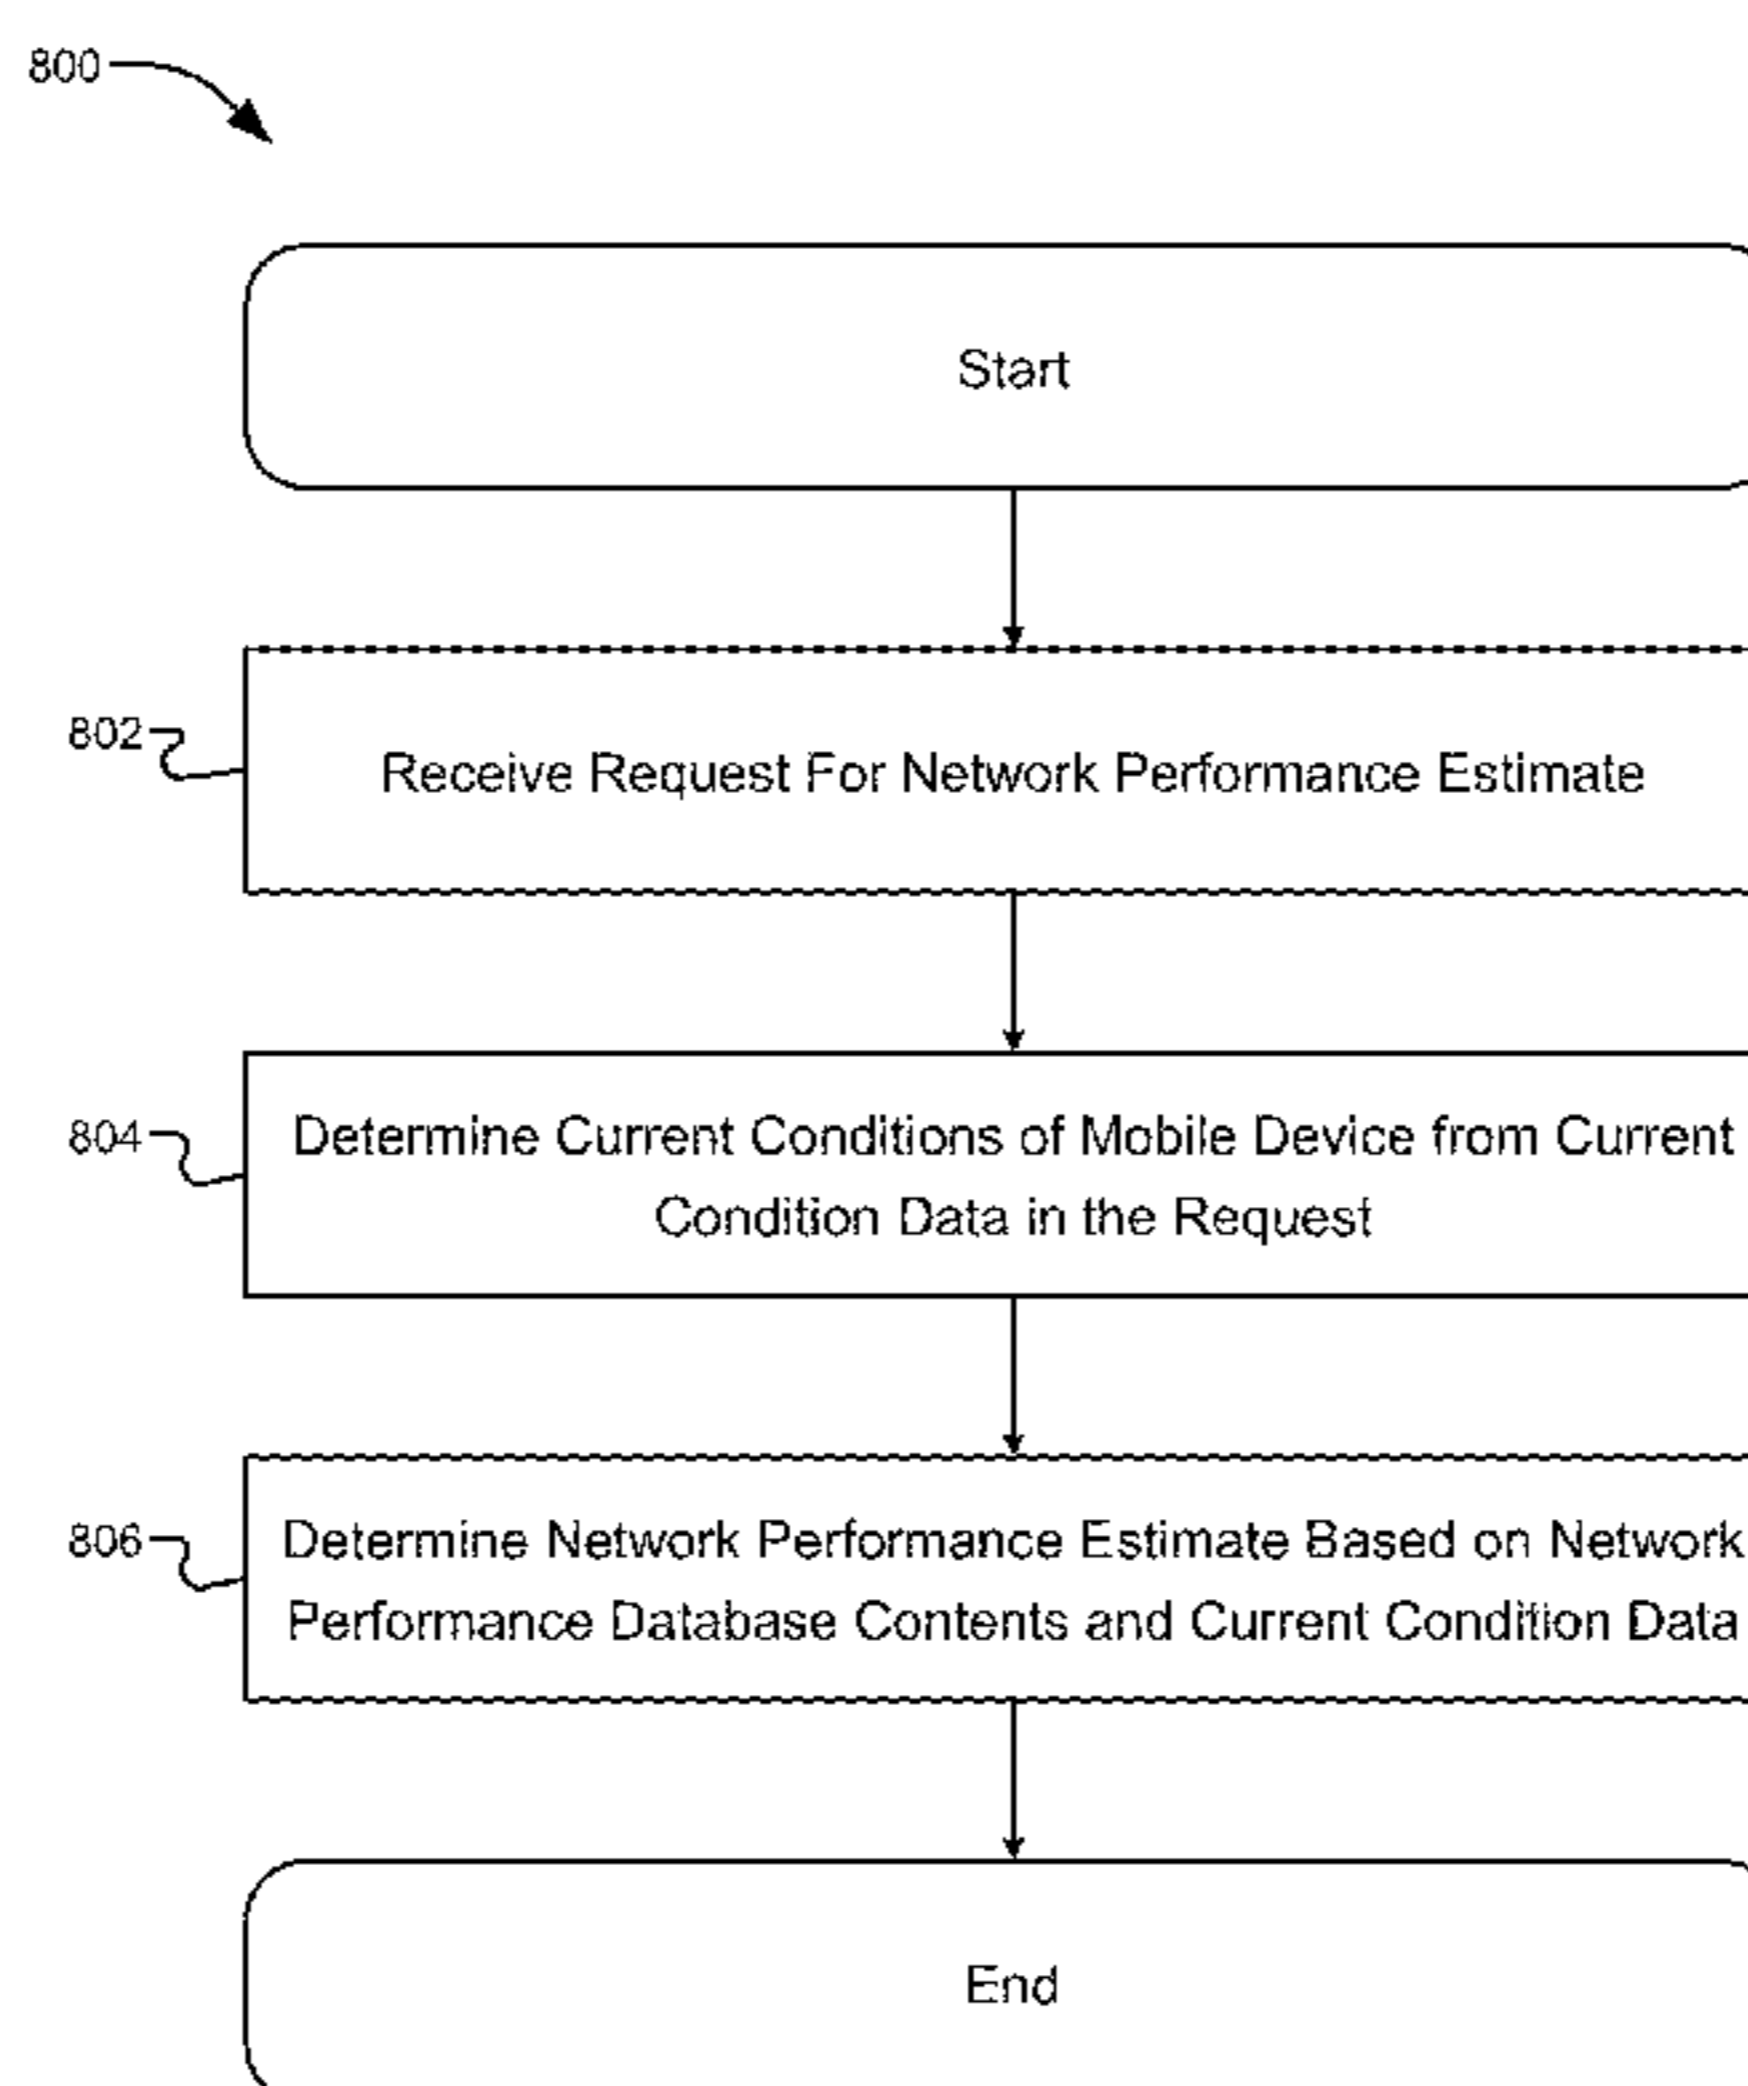 800
Start
802
Receive Request For Network Performance Estimate
804
Determine Current Conditions of Mobile Device from Current
Condition Data in the Request
806
Determine Network Performance Estimate Based on Network
Performance Database Contents and Current Condition Data
End